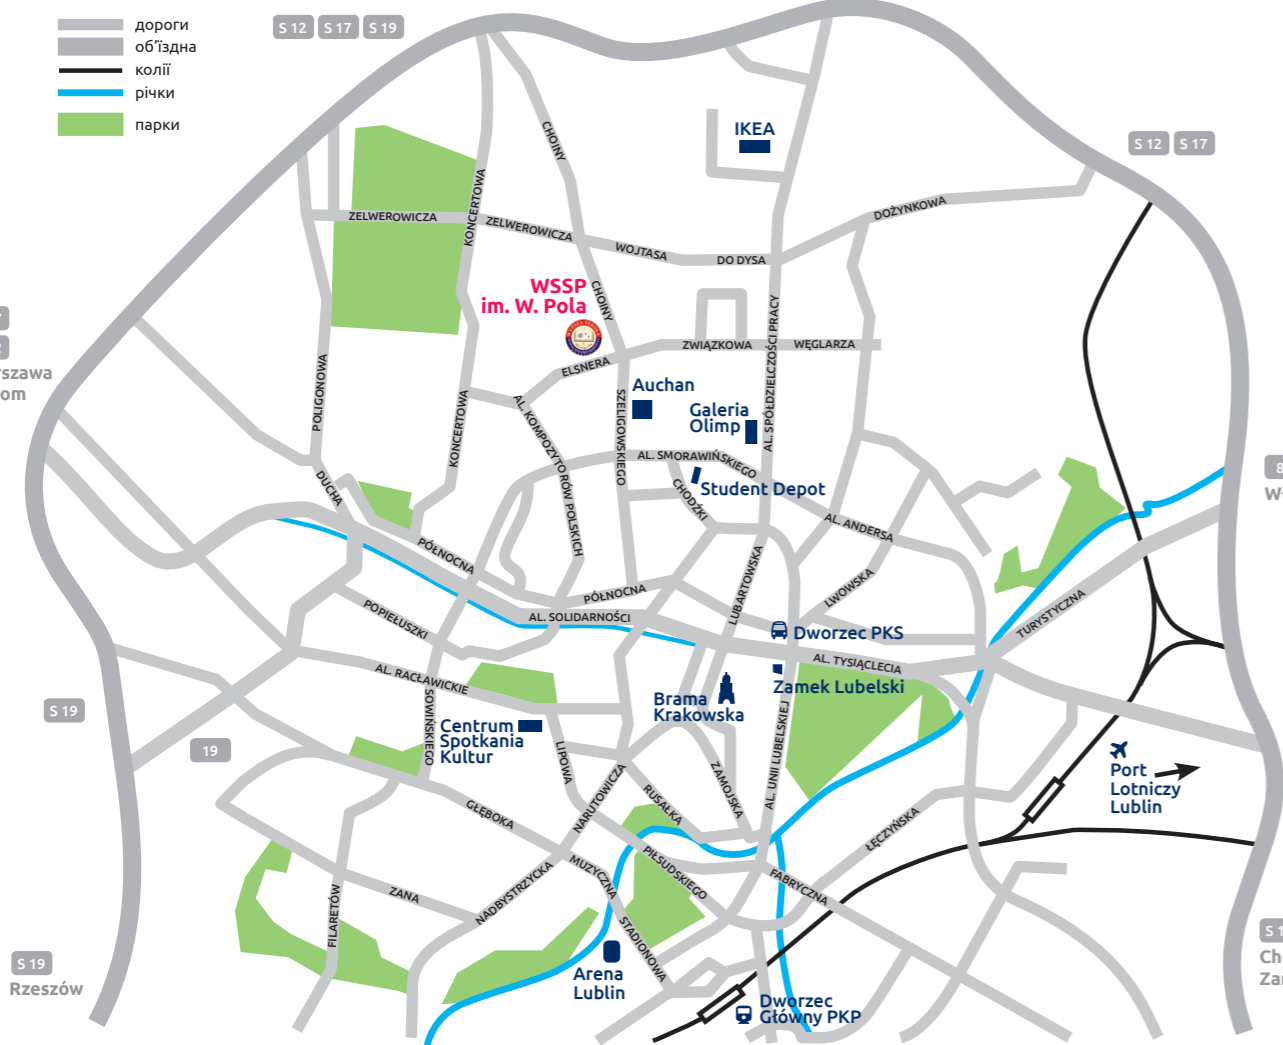 дороги
об'їздна
колії
річки
парки
S 12
S 17
S 19
S 12
S 17
IKEA
CHOINY
KONCERTOWA
ZELWEROWICZA
ZELWEROWICZA
WOJTASA
DO DYSA
DOŻYNKOWA
WSSP
im. W. Pola
CHOINY
ZWIĄZKOWA
WĘGLARZA
AL. SPÓŁDZIELCZOŚCI PRACY
ELSNERA
POLIGONOWA
KONCERTOWA
AL. KOMPOZYTORÓW POLSKICH
SZELIGOWSKIEGO
Auchan
Galeria
Olimp
AL. SMORAWIŃSKIEGO
Student Depot
CHODŹKI
AL. ANDERSA
DUCHA
PÓŁNOCNA
PÓŁNOCNA
LUBARTOWSKA
LWOWSKA
POPIEŁUSZKI
AL. SOLIDARNOŚCI
TURYSTYCZNA
Dworzec PKS
AL. TYSIĄCLECIA
Zamek Lubelski
AL. RACŁAWICKIE
SOWIŃSKIEGO
Brama
Krakowska
Centrum
Spotkania
Kultur
S 19
19
LIPOWA
NARUTOWICZA
ZAMOJSKA
AL. UNII LUBELSKIEJ
RUSAŁKA
GŁĘBOKA
Port
Lotniczy
Lublin
ŁĘCZYŃSKA
MUZYCZNA
PIŁSUDSKIEGO
FABRYCZNA
ZANA
NADBYSTRZYCKA
FILARETÓW
STADIONOWA
Arena
Lublin
Dworzec
Główny PKP
S 19
Rzeszów